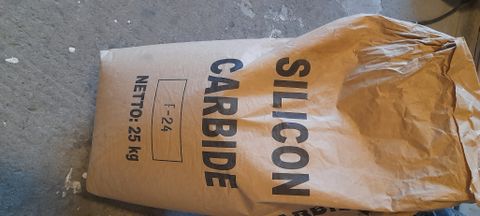 SILICON
CARBIDE
F-24
NETTO: 25 kg